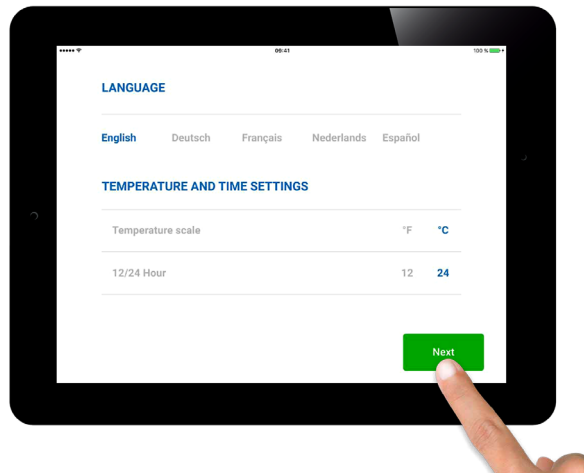 09:41
100 %
LANGUAGE
English Deutsch Français Nederlands Español
TEMPERATURE AND TIME SETTINGS
Temperature scale °F °C
12/24 Hour 12 24
Next